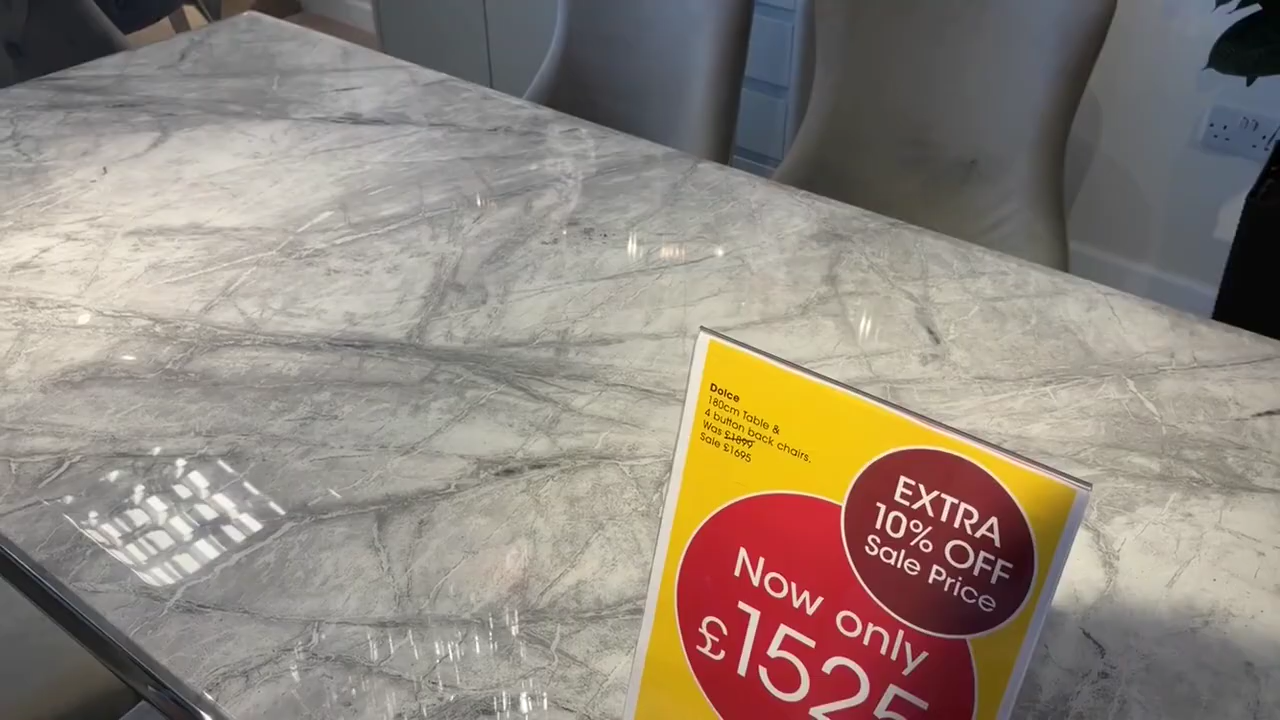 Dolce
180cm Table &
4 button back chairs.
Was £1899
Sale £1695
EXTRA
10% OFF
Sale Price
Now only
£1525